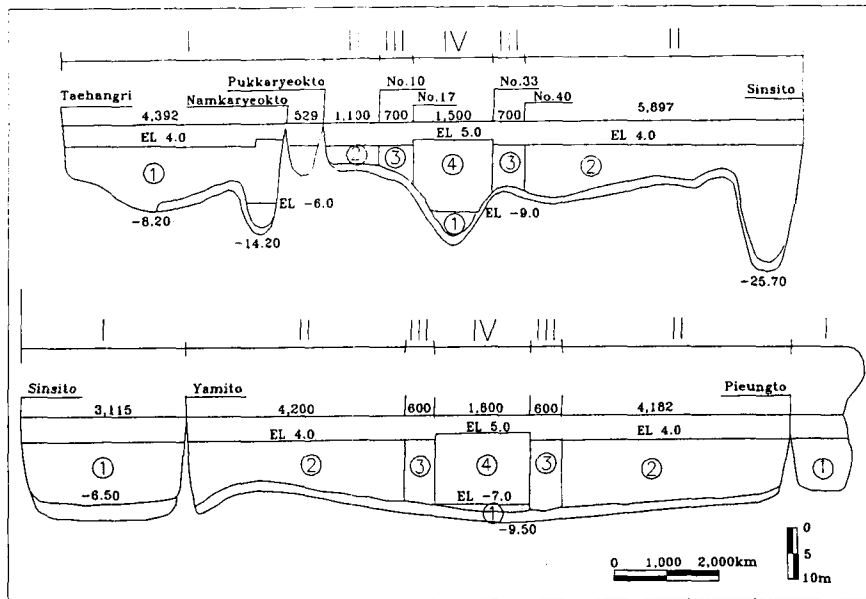 I II III IV III II
Pukkaryeokto No.10 No.33
Taehangri Namkaryeokto No.17 No.40 Sinsito
4,392 529 1,100 700 1,500 700 5,897
EL 4.0 EL 5.0 EL 4.0
① ② ③ ④ ③ ②
EL -6.0 ① EL -9.0
-8.20
-14.20
-25.70
I II III IV III II I
Sinsito Yamito Pieungto
3,115 4,200 600 1,800 600 4,182
EL 4.0 EL 5.0 EL 4.0
① ② ③ ④ ③ ② ①
-6.50 EL -7.0
①
-9.50
0 1,000 2,000km
0
5
10m